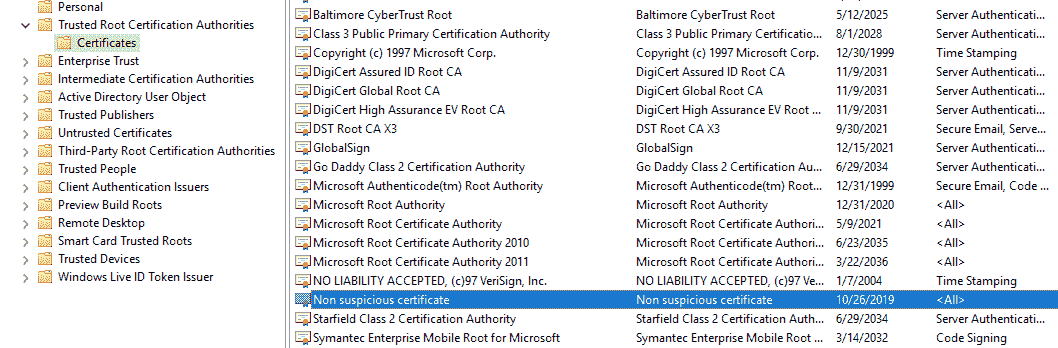 Personal
Trusted Root Certification Authorities
Certificates
Enterprise Trust
Intermediate Certification Authorities
Active Directory User Object
Trusted Publishers
Untrusted Certificates
Third-Party Root Certification Authorities
Trusted People
Client Authentication Issuers
Preview Build Roots
Remote Desktop
Smart Card Trusted Roots
Trusted Devices
Windows Live ID Token Issuer
Baltimore CyberTrust Root Baltimore CyberTrust Root 5/12/2025 Server Authenticati...
Class 3 Public Primary Certification Authority Class 3 Public Primary Certificatio... 8/1/2028 Server Authenticati...
Copyright (c) 1997 Microsoft Corp. Copyright (c) 1997 Microsoft Corp. 12/30/1999 Time Stamping
DigiCert Assured ID Root CA DigiCert Assured ID Root CA 11/9/2031 Server Authenticati...
DigiCert Global Root CA DigiCert Global Root CA 11/9/2031 Server Authenticati...
DigiCert High Assurance EV Root CA DigiCert High Assurance EV Root ... 11/9/2031 Server Authenticati...
DST Root CA X3 DST Root CA X3 9/30/2021 Secure Email, Serve...
GlobalSign GlobalSign 12/15/2021 Server Authenticati...
Go Daddy Class 2 Certification Authority Go Daddy Class 2 Certification Au... 6/29/2034 Server Authenticati...
Microsoft Authenticode(tm) Root Authority Microsoft Authenticode(tm) Root... 12/31/1999 Secure Email, Code ...
Microsoft Root Authority Microsoft Root Authority 12/31/2020 <All>
Microsoft Root Certificate Authority Microsoft Root Certificate Authori... 5/9/2021 <All>
Microsoft Root Certificate Authority 2010 Microsoft Root Certificate Authori... 6/23/2035 <All>
Microsoft Root Certificate Authority 2011 Microsoft Root Certificate Authori... 3/22/2036 <All>
NO LIABILITY ACCEPTED, (c)97 VeriSign, Inc. NO LIABILITY ACCEPTED, (c)97 Ve... 1/7/2004 Time Stamping
Non suspicious certificate Non suspicious certificate 10/26/2019 <All>
Starfield Class 2 Certification Authority Starfield Class 2 Certification Auth... 6/29/2034 Server Authenticati...
Symantec Enterprise Mobile Root for Microsoft Symantec Enterprise Mobile Root ... 3/14/2032 Code Signing